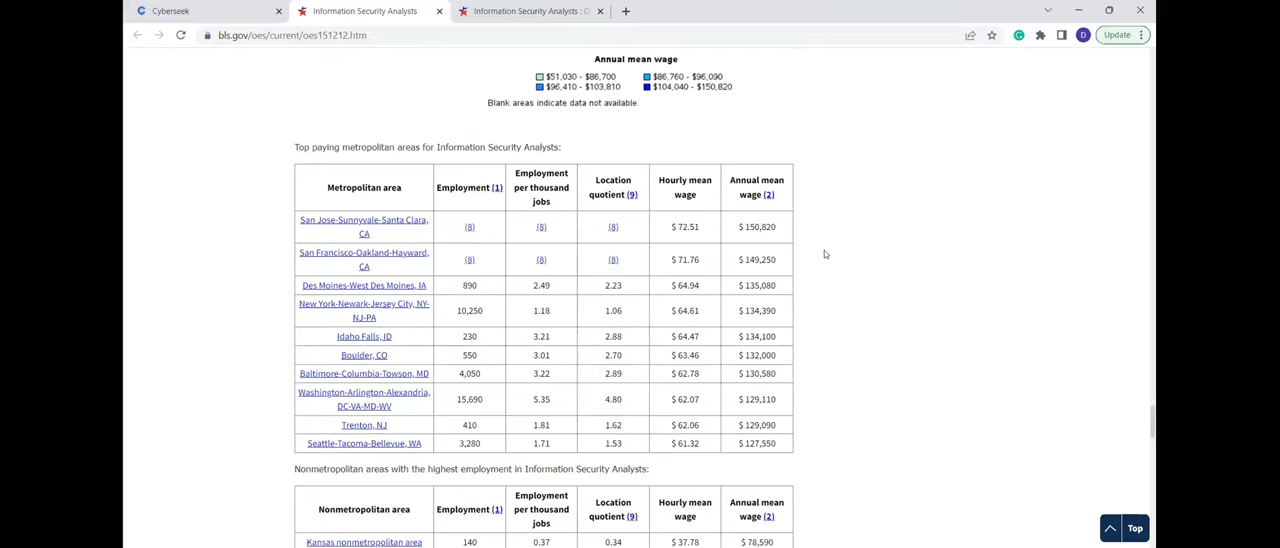 Cyberseek
Information Security Analysts
Information Security Analysts : O
bls.gov/oes/current/oes151212.htm
D
Update
Annual mean wage
$51,030 - $86,700
$86,760 - $96,090
$96,410 - $103,810
$104,040 - $150,820
Blank areas indicate data not available
Top paying metropolitan areas for Information Security Analysts:
Metropolitan area
Employment (1)
Employment
per thousand
jobs
Location
quotient (9)
Hourly mean
wage
Annual mean
wage (2)
San Jose-Sunnyvale-Santa Clara,
CA
(8)
(8)
(8)
$ 72.51
$ 150,820
San Francisco-Oakland-Hayward,
CA
(8)
(8)
(8)
$ 71.76
$ 149,250
Des Moines-West Des Moines, IA
890
2.49
2.23
$ 64.94
$ 135,080
New York-Newark-Jersey City, NY-
NJ-PA
10,250
1.18
1.06
$ 64.61
$ 134,390
Idaho Falls, ID
230
3.21
2.88
$ 64.47
$ 134,100
Boulder, CO
550
3.01
2.70
$ 63.46
$ 132,000
Baltimore-Columbia-Towson, MD
4,050
3.22
2.89
$ 62.78
$ 130,580
Washington-Arlington-Alexandria,
DC-VA-MD-WV
15,690
5.35
4.80
$ 62.07
$ 129,110
Trenton, NJ
410
1.81
1.62
$ 62.06
$ 129,090
Seattle-Tacoma-Bellevue, WA
3,280
1.71
1.53
$ 61.32
$ 127,550
Nonmetropolitan areas with the highest employment in Information Security Analysts:
Nonmetropolitan area
Employment (1)
Employment
per thousand
jobs
Location
quotient (9)
Hourly mean
wage
Annual mean
wage (2)
Kansas nonmetropolitan area
140
0.37
0.34
$ 37.78
$ 78,590
Top